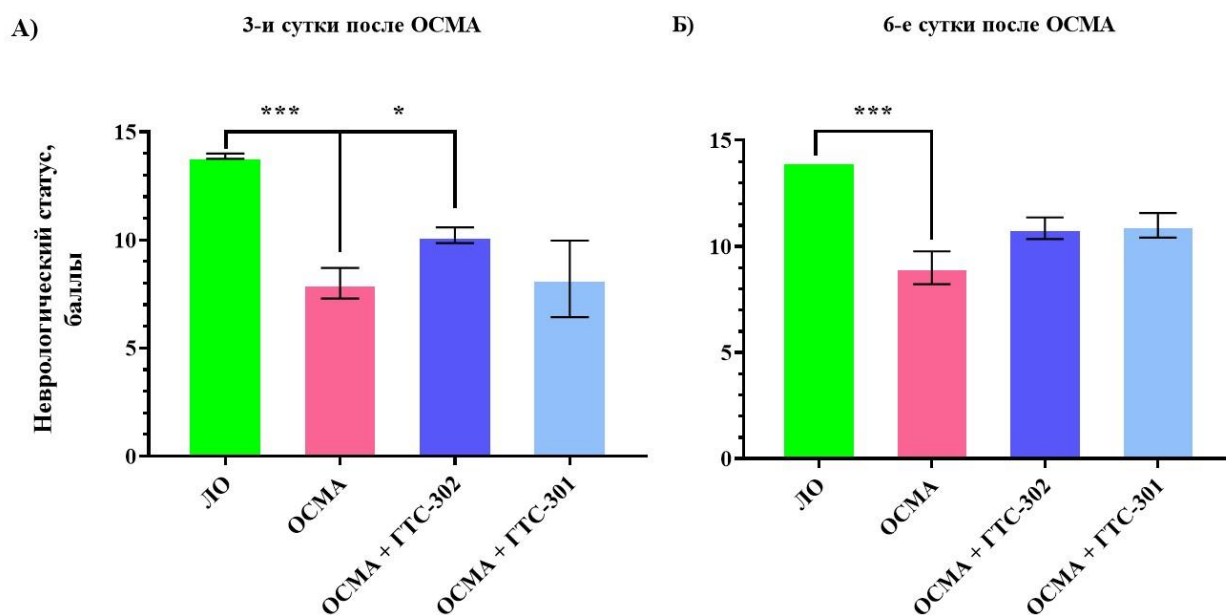 А)
3-и сутки после ОСМА
Б)
6-е сутки после ОСМА
Неврологический статус,
баллы
***
*
15
10
5
0
ЛО
ОСМА
ОСМА + ГТС-302
ОСМА + ГТС-301
***
15
10
5
0
ЛО
ОСМА
ОСМА + ГТС-302
ОСМА + ГТС-301